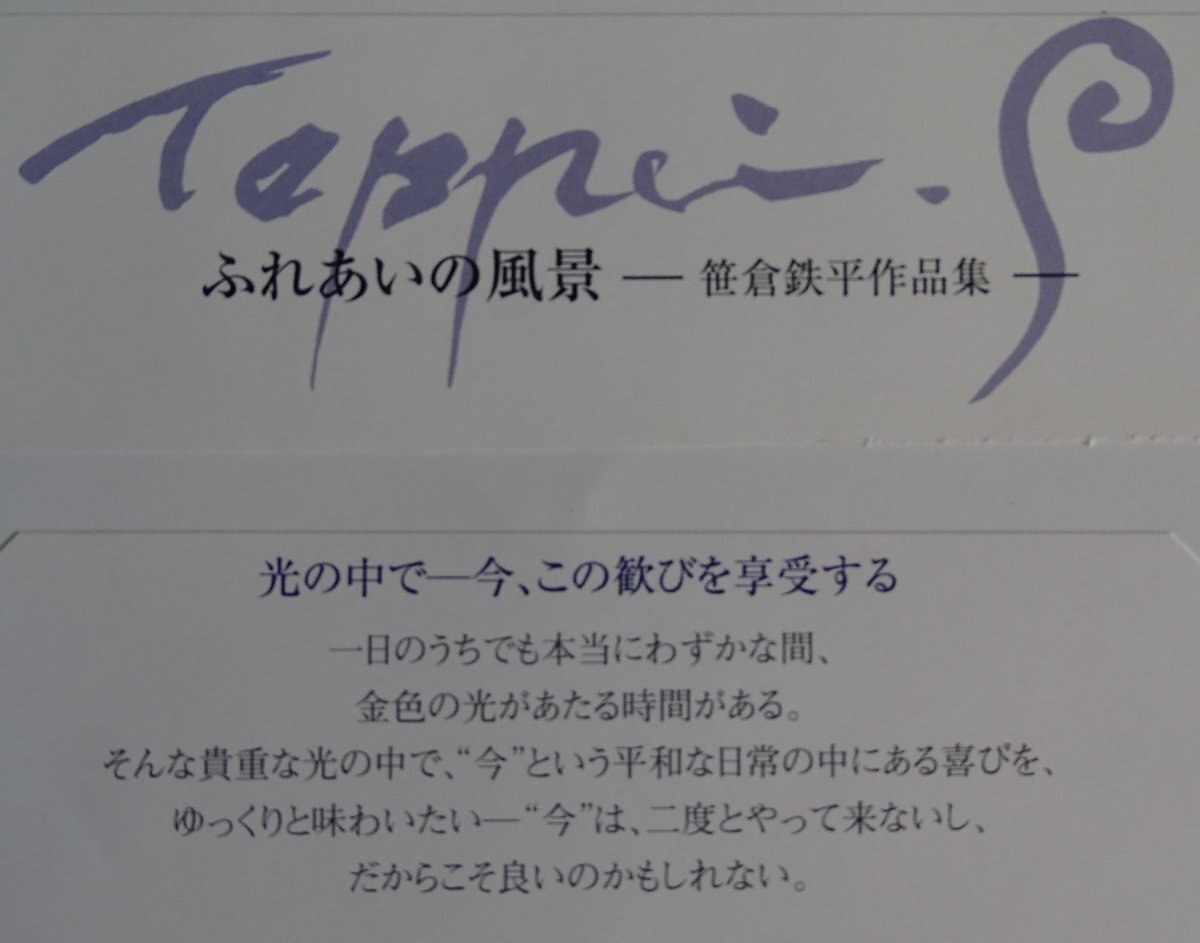 Teppei. S
ふれあいの風景 ― 笹倉鉄平作品集 ―
光の中で―今、この歓びを享受する
一日のうちでも本当にわずかな間、
金色の光があたる時間がある。
そんな貴重な光の中で、“今”という平和な日常の中にある喜びを、
ゆっくりと味わいたい―“今”は、二度とやって来ないし、
だからこそ良いのかもしれない。